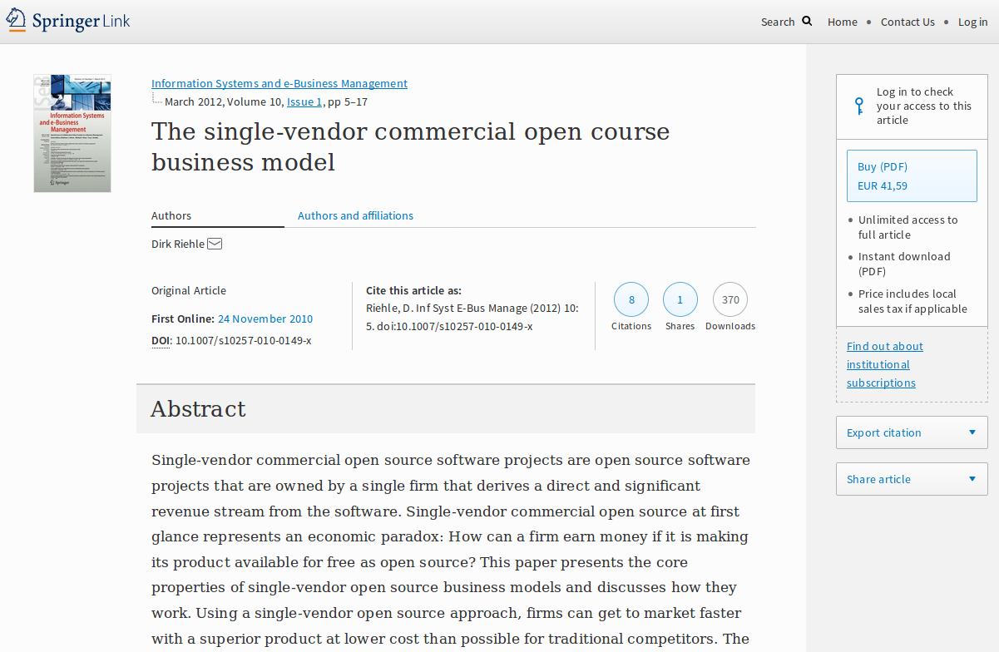 Springer Link
Search
Home • Contact Us • Log in
Information Systems and e-Business Management
March 2012, Volume 10, Issue 1, pp 5–17
The single-vendor commercial open course
business model
Information Systems
and e-Business
Management
Springer
Authors
Authors and affiliations
Dirk Riehle
Original Article
First Online: 24 November 2010
DOI: 10.1007/s10257-010-0149-x
Cite this article as:
Riehle, D. Inf Syst E-Bus Manage (2012) 10:
5. doi:10.1007/s10257-010-0149-x
8
Citations
1
Shares
370
Downloads
Abstract
Single-vendor commercial open source software projects are open source software
projects that are owned by a single firm that derives a direct and significant
revenue stream from the software. Single-vendor commercial open source at first
glance represents an economic paradox: How can a firm earn money if it is making
its product available for free as open source? This paper presents the core
properties of single-vendor open source business models and discusses how they
work. Using a single-vendor open source approach, firms can get to market faster
with a superior product at lower cost than possible for traditional competitors. The
Log in to check
your access to this
article
Buy (PDF)
EUR 41,59
• Unlimited access to
full article
• Instant download
(PDF)
• Price includes local
sales tax if applicable
Find out about
institutional
subscriptions
Export citation
Share article